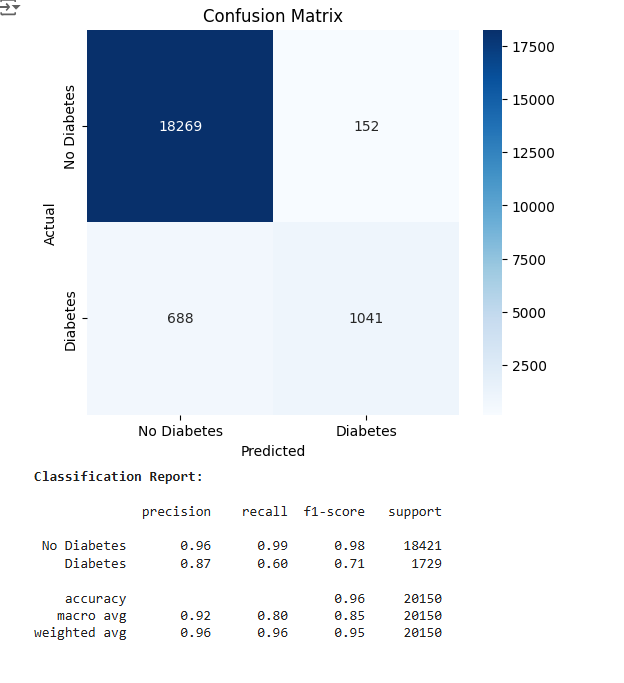 Confusion Matrix
No Diabetes
Diabetes
Actual
18269 152
688 1041
17500
15000
12500
10000
7500
5000
2500
No Diabetes Diabetes
Predicted
Classification Report:
precision recall f1-score support
No Diabetes 0.96 0.99 0.98 18421
Diabetes 0.87 0.60 0.71 1729
accuracy 0.96 20150
macro avg 0.92 0.80 0.85 20150
weighted avg 0.96 0.96 0.95 20150